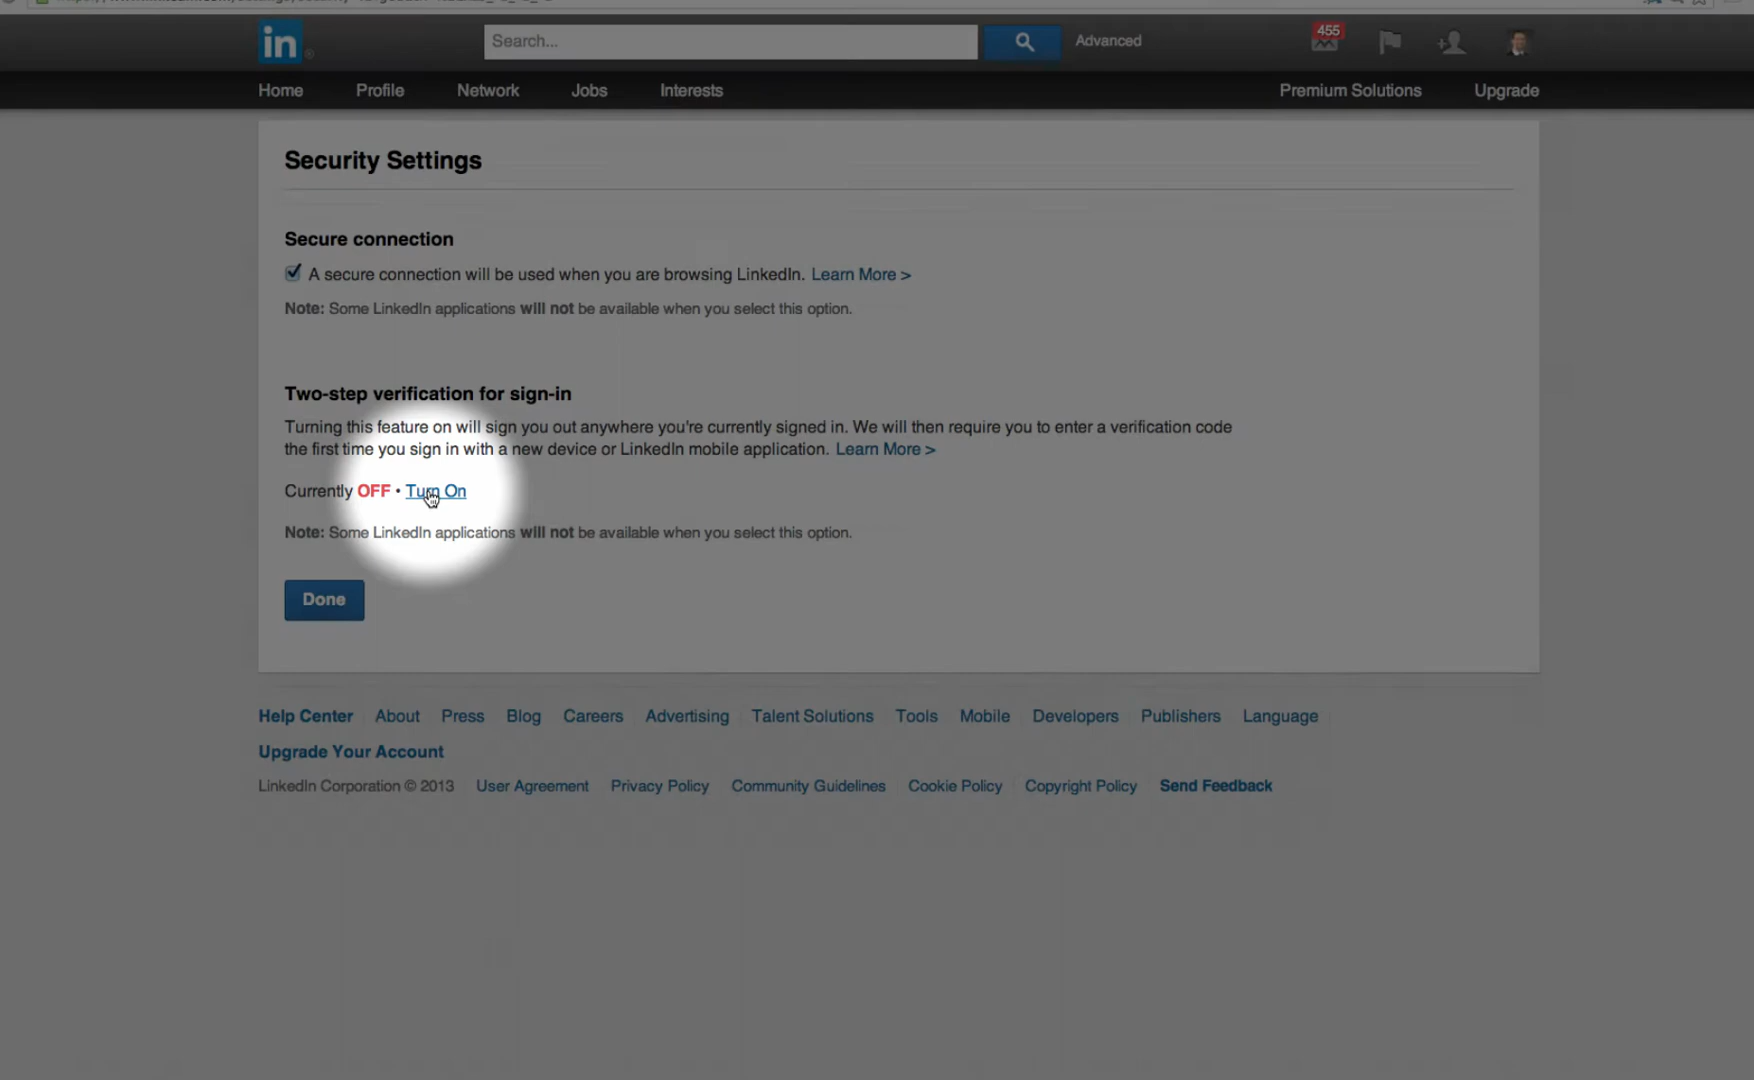 in
Search...
Advanced
455
Home Profile Network Jobs Interests Premium Solutions Upgrade
Security Settings
Secure connection
A secure connection will be used when you are browsing LinkedIn. Learn More >
Note: Some LinkedIn applications will not be available when you select this option.
Two-step verification for sign-in
Turning this feature on will sign you out anywhere you're currently signed in. We will then require you to enter a verification code
the first time you sign in with a new device or LinkedIn mobile application. Learn More >
Currently OFF • Turn On
Note: Some LinkedIn applications will not be available when you select this option.
Done
Help Center About Press Blog Careers Advertising Talent Solutions Tools Mobile Developers Publishers Language
Upgrade Your Account
LinkedIn Corporation © 2013 User Agreement Privacy Policy Community Guidelines Cookie Policy Copyright Policy Send Feedback